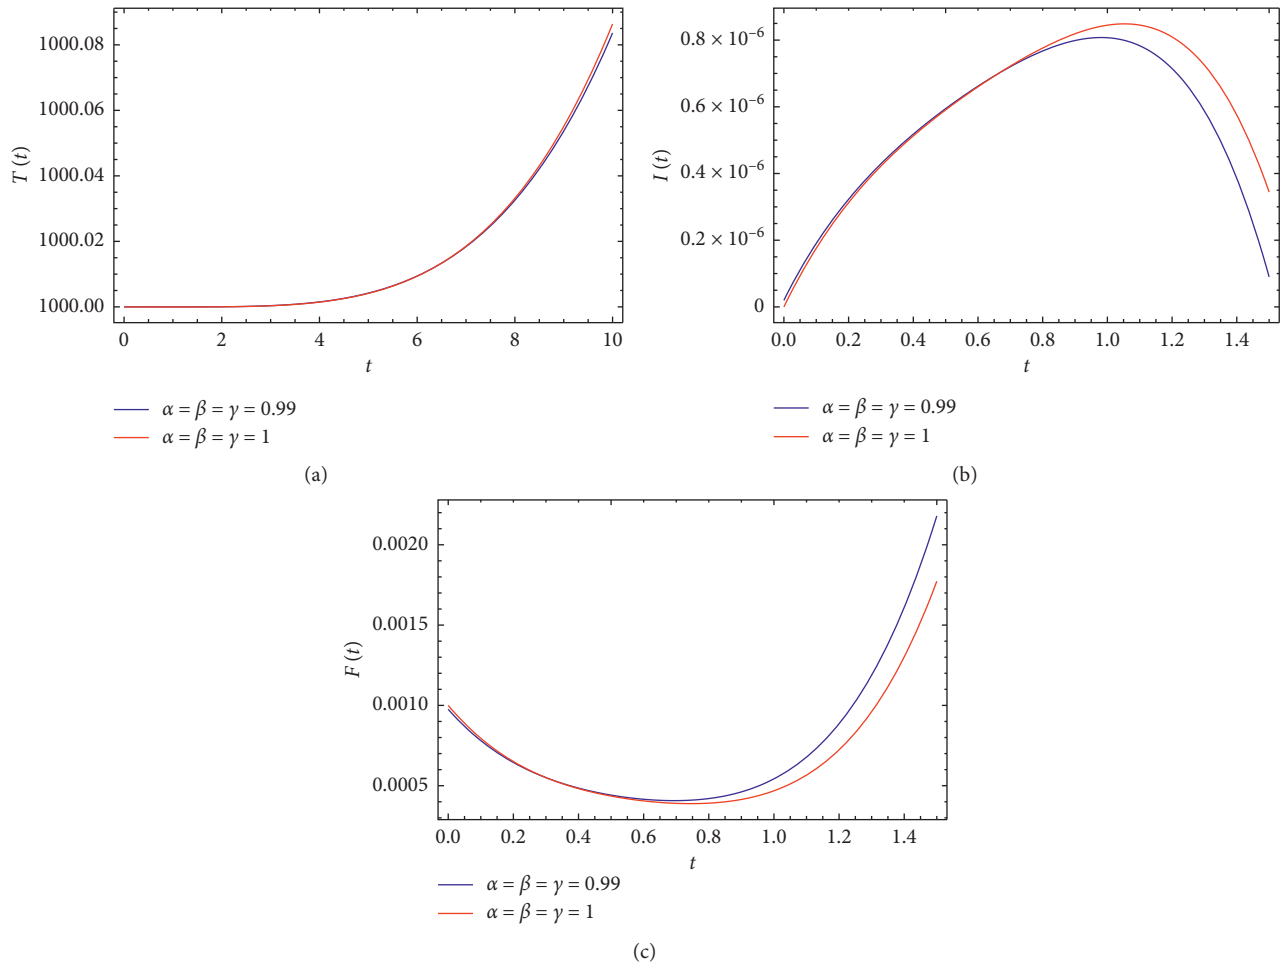 1000.08
1000.06
1000.04
1000.02
1000.00
T (t)
0 2 4 6 8 10
t
α = β = γ = 0.99
α = β = γ = 1
(a)
0.8 × 10⁻⁶
0.6 × 10⁻⁶
0.4 × 10⁻⁶
0.2 × 10⁻⁶
0
I (t)
0.0 0.2 0.4 0.6 0.8 1.0 1.2 1.4
t
α = β = γ = 0.99
α = β = γ = 1
(b)
0.0020
0.0015
0.0010
0.0005
F (t)
0.0 0.2 0.4 0.6 0.8 1.0 1.2 1.4
t
α = β = γ = 0.99
α = β = γ = 1
(c)